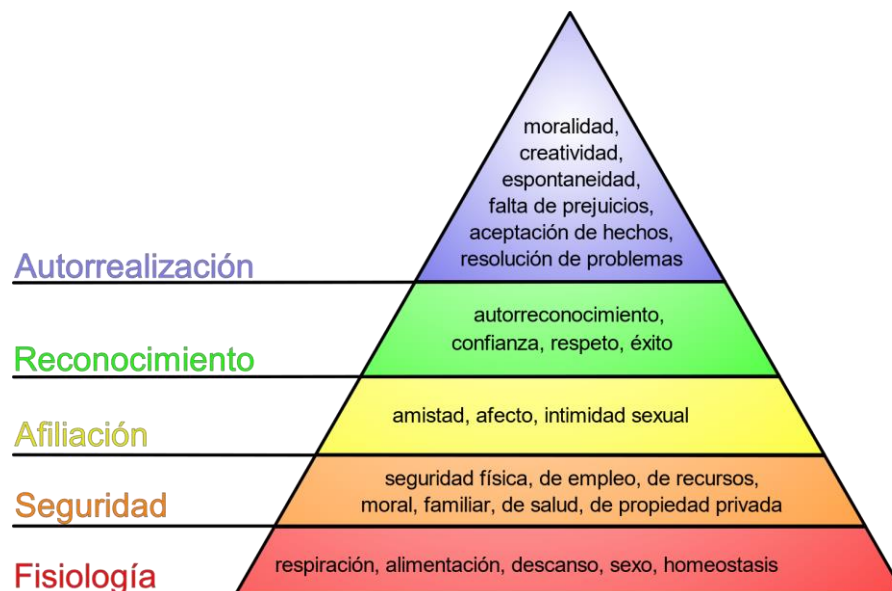 moralidad,
creatividad,
espontaneidad,
falta de prejuicios,
aceptación de hechos,
resolución de problemas
Autorrealización
autorreconocimiento,
confianza, respeto, éxito
Reconocimiento
amistad, afecto, intimidad sexual
Afiliación
seguridad física, de empleo, de recursos,
moral, familiar, de salud, de propiedad privada
Seguridad
respiración, alimentación, descanso, sexo, homeostasis
Fisiología